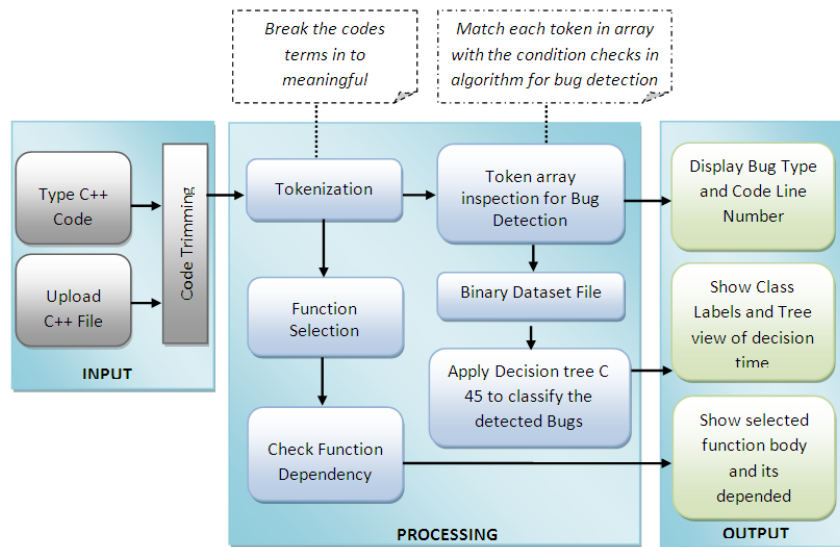 Break the codes
terms in to
meaningful
Match each token in array
with the condition checks in
algorithm for bug detection
Type C++
Code
Upload
C++ File
Code Trimming
INPUT
Tokenization
Function
Selection
Check Function
Dependency
Token array
inspection for Bug
Detection
Binary Dataset File
Apply Decision tree C
45 to classify the
detected Bugs
PROCESSING
Display Bug Type
and Code Line
Number
Show Class
Labels and Tree
view of decision
time
Show selected
function body
and its
depended
OUTPUT